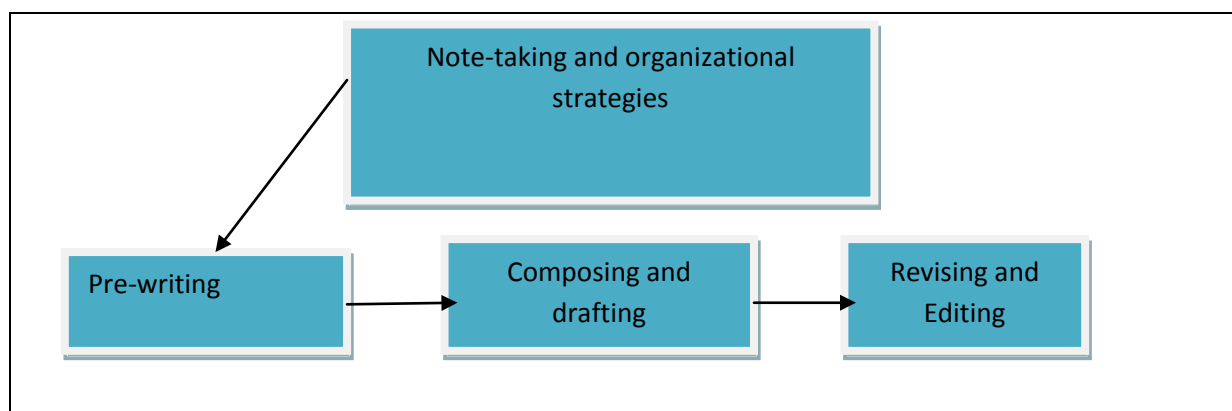 Note-taking and organizational
strategies
Pre-writing
Composing and
drafting
Revising and
Editing